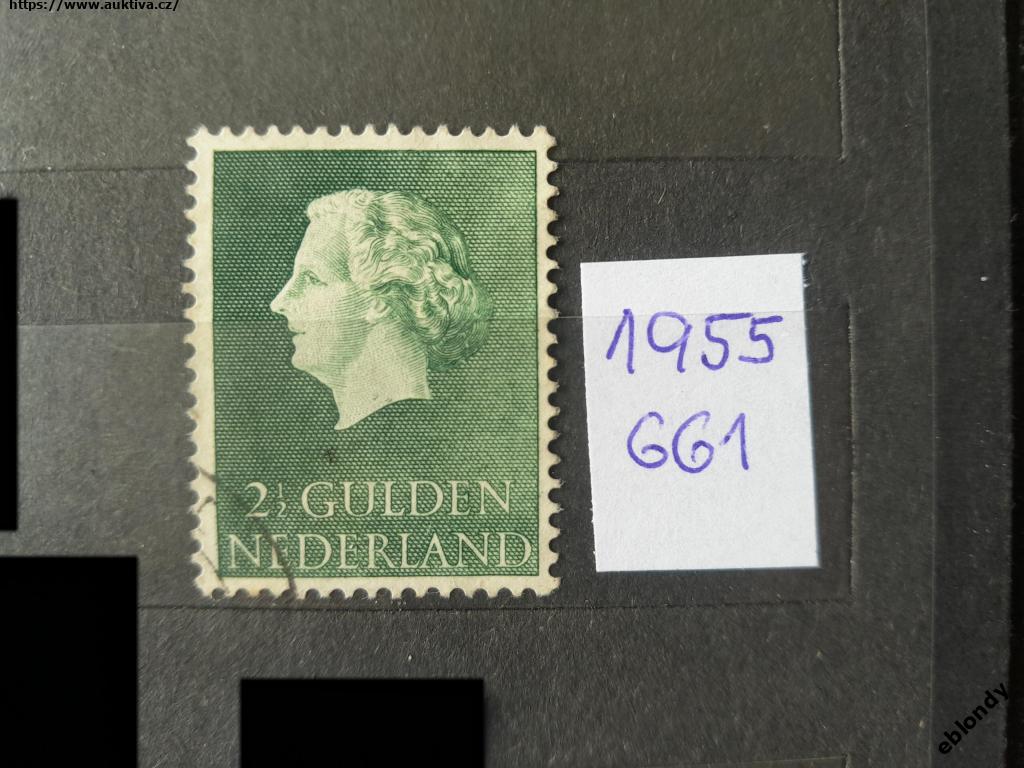 https://www.auktiva.cz/
2½ GULDEN
NEDERLAND
1955
661
eblondy